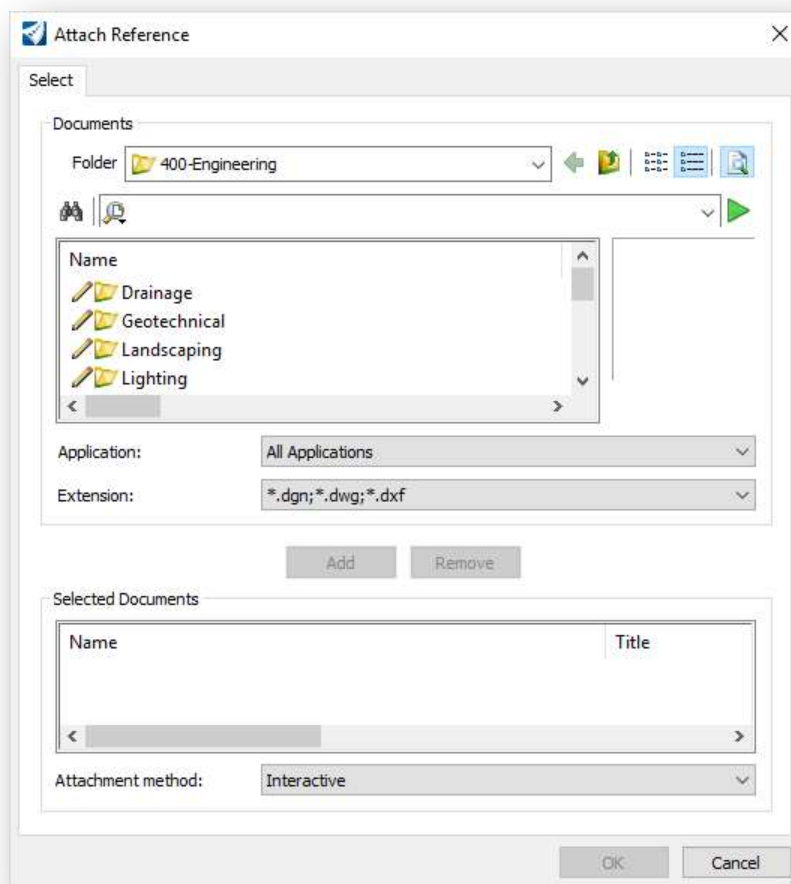 Attach Reference
Select
Documents
Folder 400-Engineering
Name
Drainage
Geotechnical
Landscaping
Lighting
Application: All Applications
Extension: *.dgn;*.dwg;*.dxf
Add Remove
Selected Documents
Name Title
Attachment method: Interactive
OK Cancel